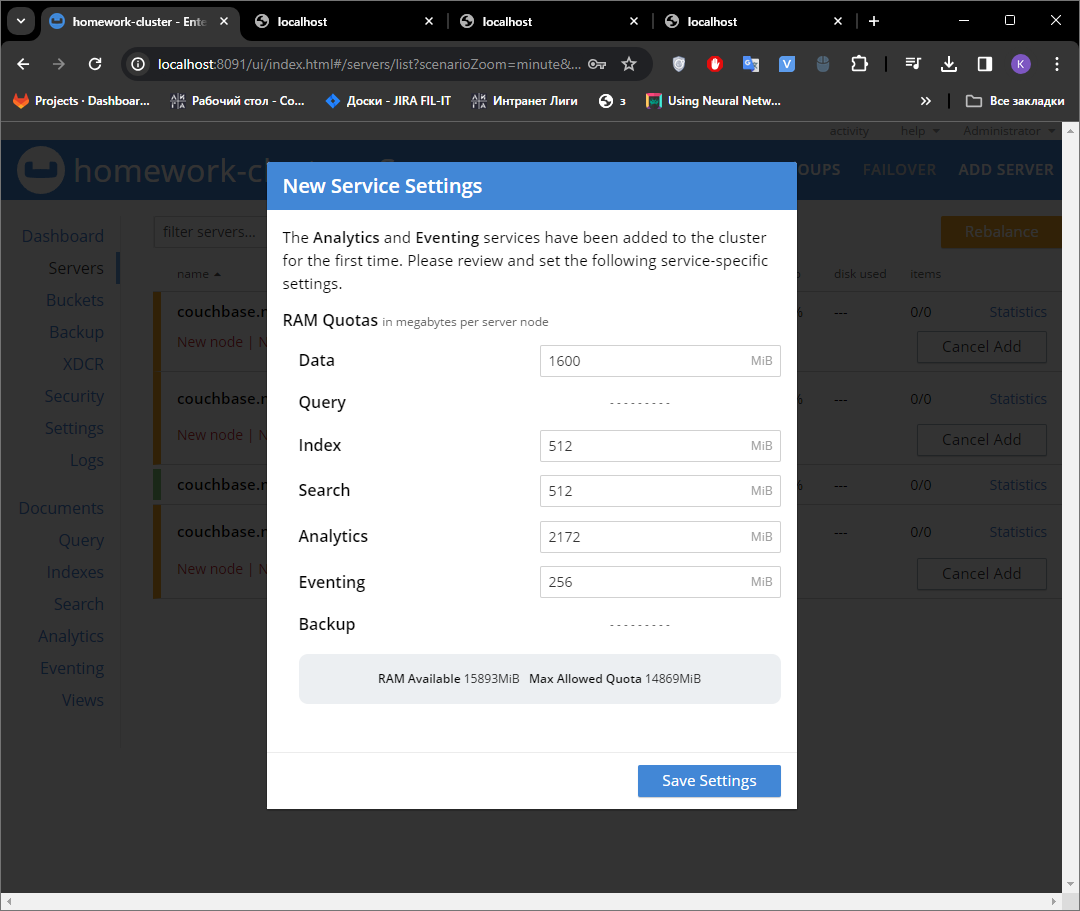 homework-cluster - Ente
localhost
localhost
localhost
localhost:8091/ui/index.html#/servers/list?scenarioZoom=minute&...
K
Projects · Dashboar...
Рабочий стол - Co...
Доски - JIRA FIL-IT
Интранет Лиги
з
Using Neural Netw...
Все закладки
activity
help
Administrator
homework-c
OUPS
FAILOVER
ADD SERVER
New Service Settings
The Analytics and Eventing services have been added to the cluster
for the first time. Please review and set the following service-specific
settings.
RAM Quotas in megabytes per server node
Data
1600
MiB
Query
---------
Index
512
MiB
Search
512
MiB
Analytics
2172
MiB
Eventing
256
MiB
Backup
---------
RAM Available 15893MiB Max Allowed Quota 14869MiB
Save Settings
Dashboard
Servers
Buckets
Backup
XDCR
Security
Settings
Logs
Documents
Query
Indexes
Search
Analytics
Eventing
Views
filter servers...
Rebalance
name
disk used
items
couchbase.
%
---
0/0
Statistics
New node | N
Cancel Add
couchbase.
%
---
0/0
Statistics
New node | N
Cancel Add
couchbase.
%
---
0/0
Statistics
couchbase.
---
0/0
Statistics
New node | N
Cancel Add